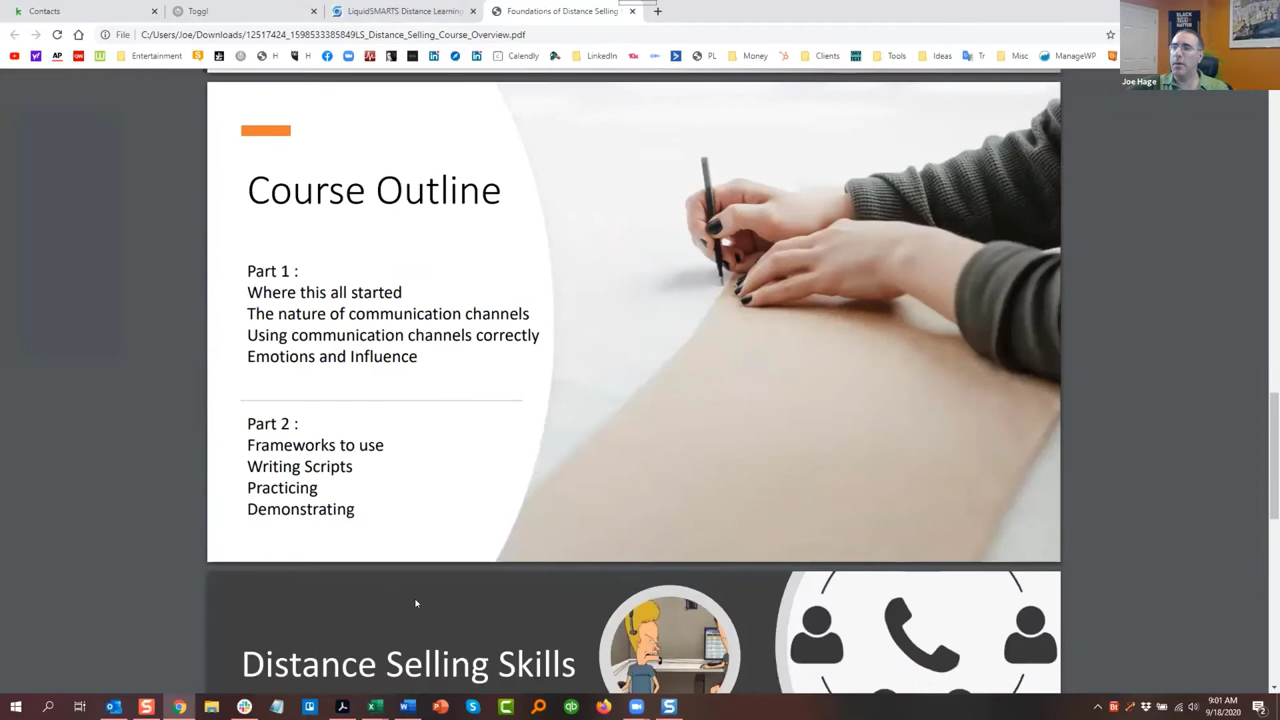 Contacts
Toggl
LiquidSMARTS Distance Learning
Foundations of Distance Selling
File
C:/Users/Joe/Downloads/12517424_1598533385849LS_Distance_Selling_Course_Overview.pdf
Entertainment
G
H
H
Calendly
LinkedIn
PL
Money
Clients
Tools
Ideas
Tr
Misc
ManageWP
Joe Hage
Course Outline
Part 1 :
Where this all started
The nature of communication channels
Using communication channels correctly
Emotions and Influence
Part 2 :
Frameworks to use
Writing Scripts
Practicing
Demonstrating
Distance Selling Skills
9:01 AM
9/18/2020